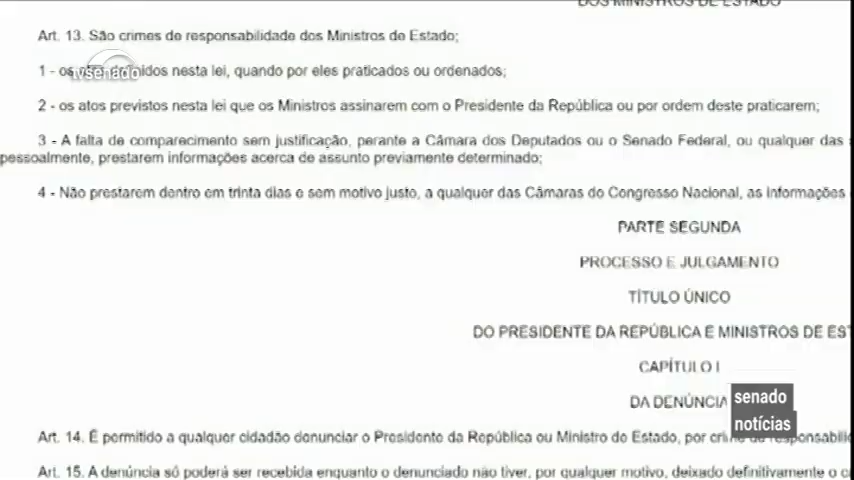 DOS MINISTROS DE ESTADO
Art. 13. São crimes de responsabilidade dos Ministros de Estado;
1 - os definidos nesta lei, quando por eles praticados ou ordenados;
tvsenado
2 - os atos previstos nesta lei que os Ministros assinarem com o Presidente da República ou por ordem deste praticarem;
3 - A falta de comparecimento sem justificação, perante a Câmara dos Deputados ou o Senado Federal, ou qualquer das
pessoalmente, prestarem informações acerca de assunto previamente determinado;
4 - Não prestarem dentro em trinta dias e sem motivo justo, a qualquer das Câmaras do Congresso Nacional, as informações
PARTE SEGUNDA
PROCESSO E JULGAMENTO
TÍTULO ÚNICO
DO PRESIDENTE DA REPÚBLICA E MINISTROS DE EST
CAPÍTULO I
DA DENÚNCIA
senado
notícias
Art. 14. É permitido a qualquer cidadão denunciar o Presidente da República ou Ministro de Estado, por crime de responsabili
Art. 15. A denúncia só poderá ser recebida enquanto o denunciado não tiver, por qualquer motivo, deixado definitivamente o